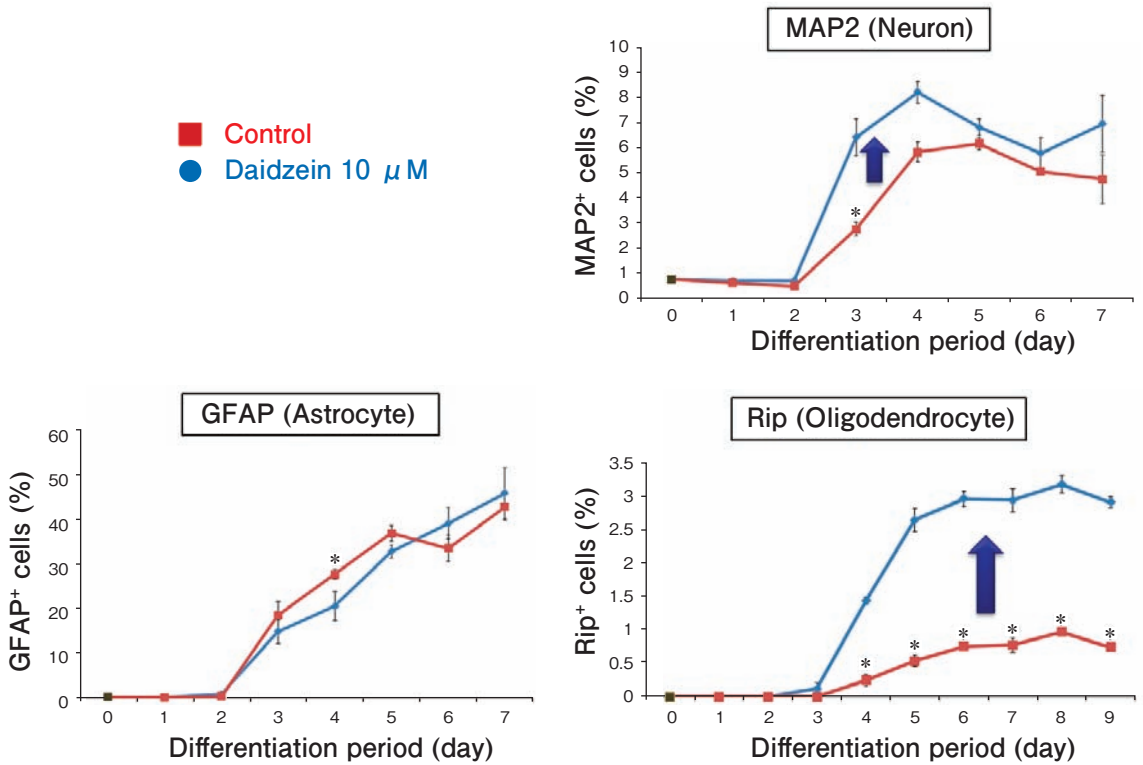 MAP2 (Neuron)
Control
Daidzein 10 μM
10
9
8
7
6
5
4
3
2
1
0
MAP2+ cells (%)
*
0 1 2 3 4 5 6 7
Differentiation period (day)
GFAP (Astrocyte)
60
50
40
30
20
10
0
GFAP+ cells (%)
*
0 1 2 3 4 5 6 7
Differentiation period (day)
Rip (Oligodendrocyte)
3.5
3
2.5
2
1.5
1
0.5
0
Rip+ cells (%)
* * * * * *
0 1 2 3 4 5 6 7 8 9
Differentiation period (day)